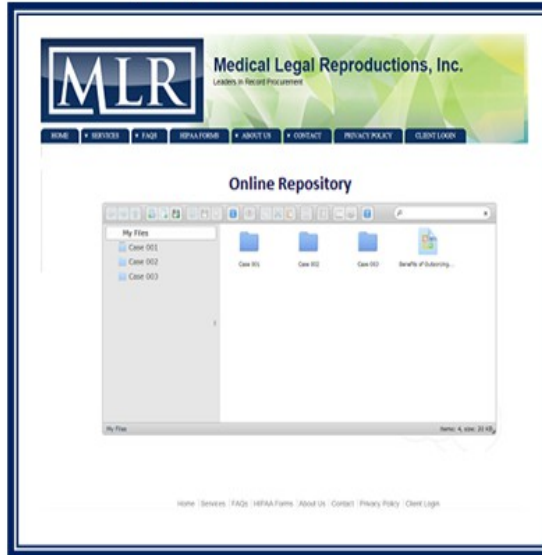 MLR
Medical Legal Reproductions, Inc.
Leaders in Record Procurement
HOME SERVICES FAQS HIPAA FORMS ABOUT US CONTACT PRIVACY POLICY CLIENT LOGIN
Online Repository
My Files
Case 001
Case 002
Case 003
Case 001 Case 002 Case 003 Benefits of Outsourcing...
My Files Items: 4, size: 32 KB
Home Services FAQs HIPAA Forms About Us Contact Privacy Policy Client Login